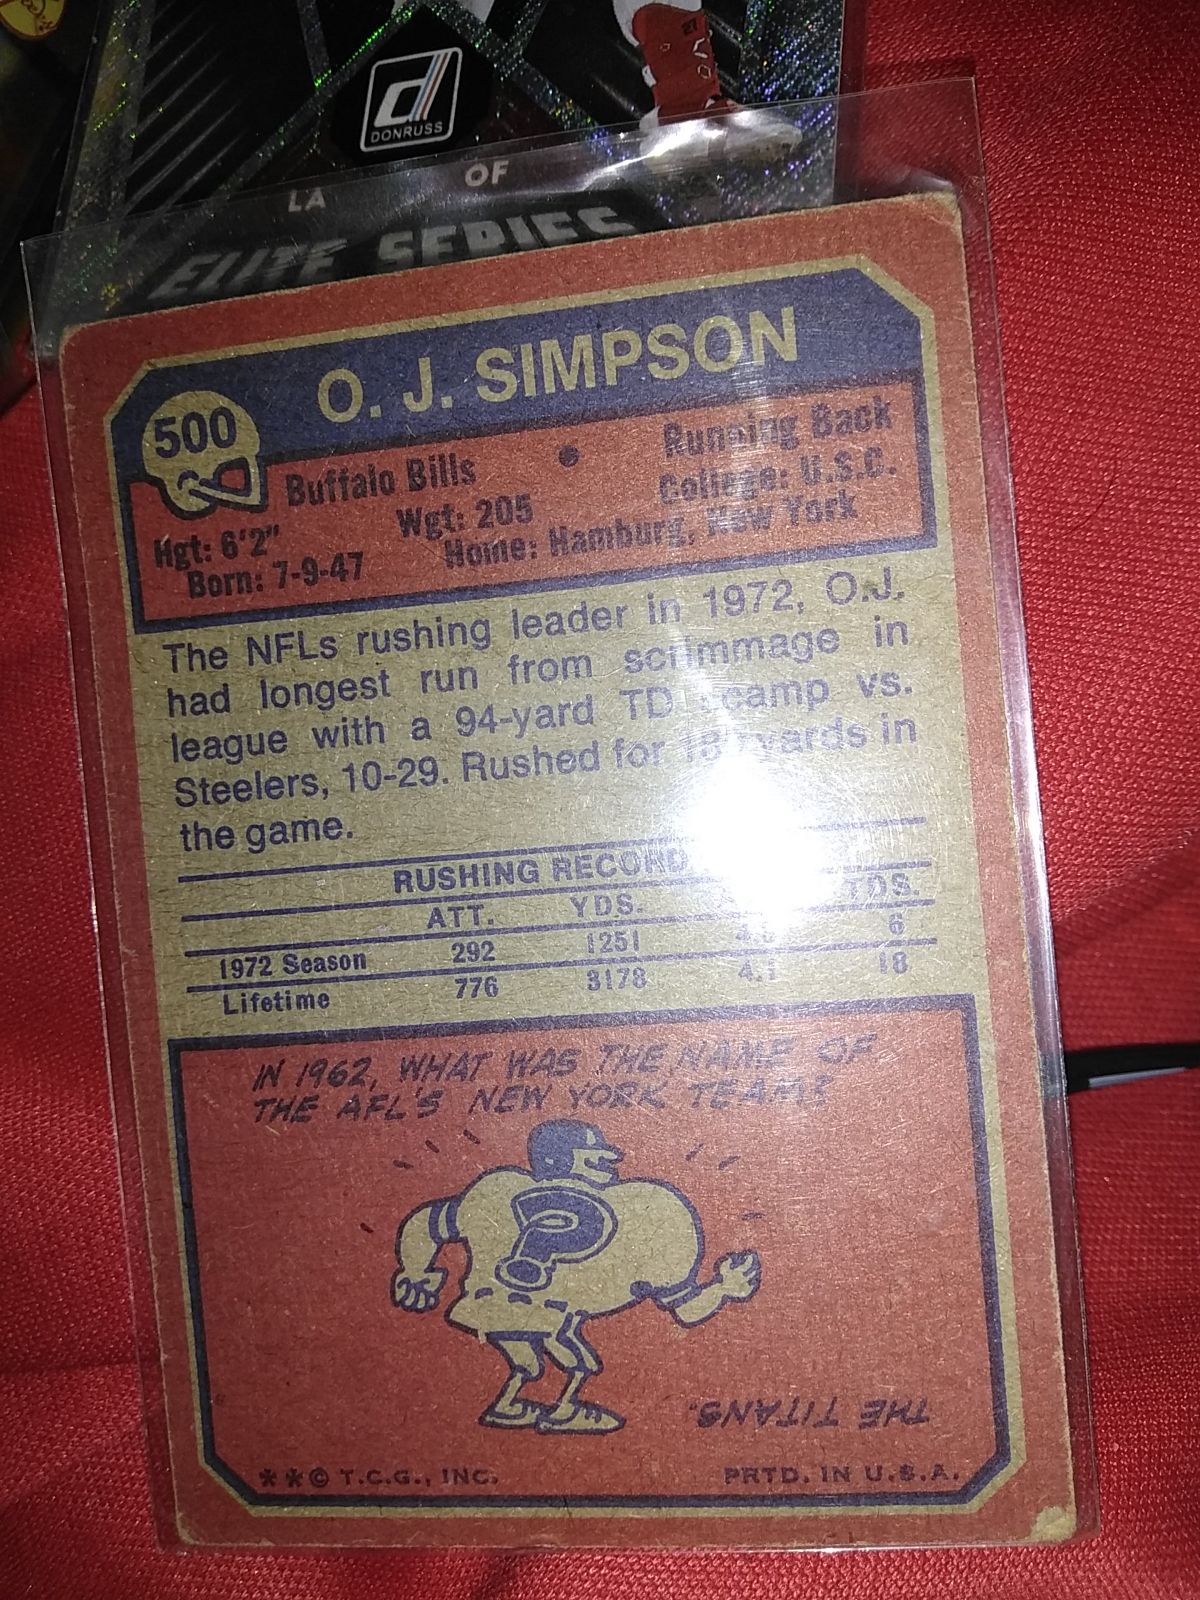 27
d
DONRUSS
LA OF
ELITE SERIES
500
O. J. SIMPSON
Buffalo Bills • Running Back
Hgt: 6'2" Wgt: 205 College: U.S.C.
Born: 7-9-47 Home: Hamburg, New York
The NFLs rushing leader in 1972, O.J.
had longest run from scrimmage in
league with a 94-yard TD vs.
Steelers, 10-29. Rushed for yards in
the game.
RUSHING RECORD
ATT. YDS. TDS.
1972 Season 292 1251 6
Lifetime 776 3178 4.1 18
IN 1962, WHAT WAS THE NAME OF
THE AFL'S NEW YORK TEAM?
?
THE TITANS.
**© T.C.G., INC. PRTD. IN U.S.A.